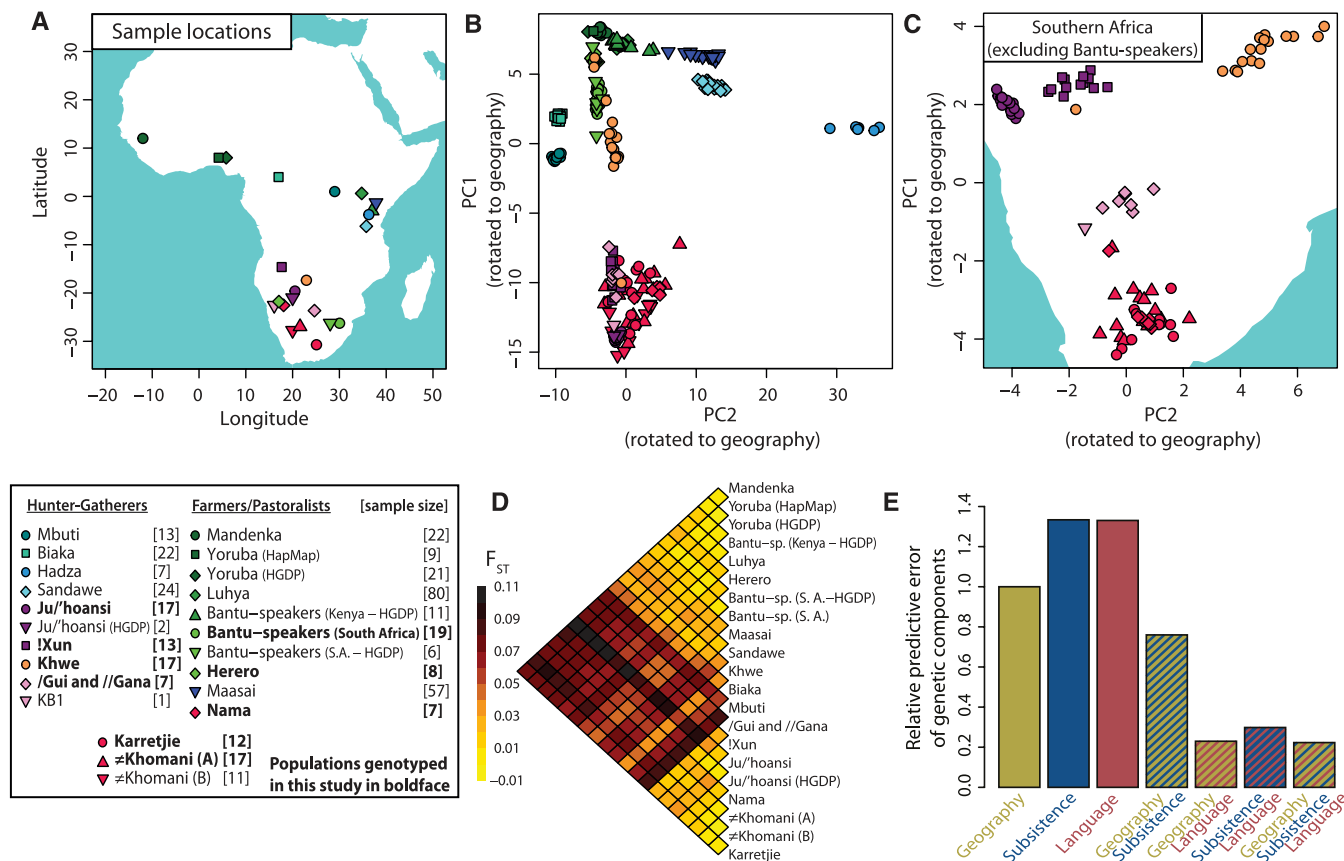 A
Sample locations
Latitude
30
20
10
0
−10
−20
−30
−20 −10 0 10 20 30 40 50
Longitude
B
PC1
(rotated to geography)
5
0
−5
−10
−15
−10 0 10 20 30
PC2
(rotated to geography)
C
Southern Africa
(excluding Bantu-speakers)
PC1
(rotated to geography)
4
2
0
−2
−4
−4 −2 0 2 4 6
PC2
(rotated to geography)
Hunter-Gatherers
Mbuti [13]
Biaka [22]
Hadza [7]
Sandawe [24]
Ju/'hoansi [17]
Ju/'hoansi (HGDP) [2]
!Xun [13]
Khwe [17]
/Gui and //Gana [7]
KB1 [1]
Farmers/Pastoralists [sample size]
Mandenka [22]
Yoruba (HapMap) [9]
Yoruba (HGDP) [21]
Luhya [80]
Bantu−speakers (Kenya − HGDP) [11]
Bantu−speakers (South Africa) [19]
Bantu−speakers (S.A. − HGDP) [6]
Herero [8]
Maasai [57]
Nama [7]
Karretjie [12]
≠Khomani (A) [17]
≠Khomani (B) [11]
Populations genotyped
in this study in boldface
D
FST
0.11
0.09
0.07
0.05
0.03
0.01
−0.01
Mandenka
Yoruba (HapMap)
Yoruba (HGDP)
Bantu−sp. (Kenya − HGDP)
Luhya
Herero
Bantu−sp. (S. A.−HGDP)
Bantu−sp. (S. A.)
Maasai
Sandawe
Khwe
Biaka
Mbuti
/Gui and //Gana
!Xun
Ju/'hoansi
Ju/'hoansi (HGDP)
Nama
≠Khomani (A)
≠Khomani (B)
Karretjie
E
Relative predictive error
of genetic components
1.4
1.2
1.0
0.8
0.6
0.4
0.2
0.0
Geography
Subsistence
Language
Geography
Subsistence
Geography
Language
Subsistence
Language
Geography
Subsistence
Language